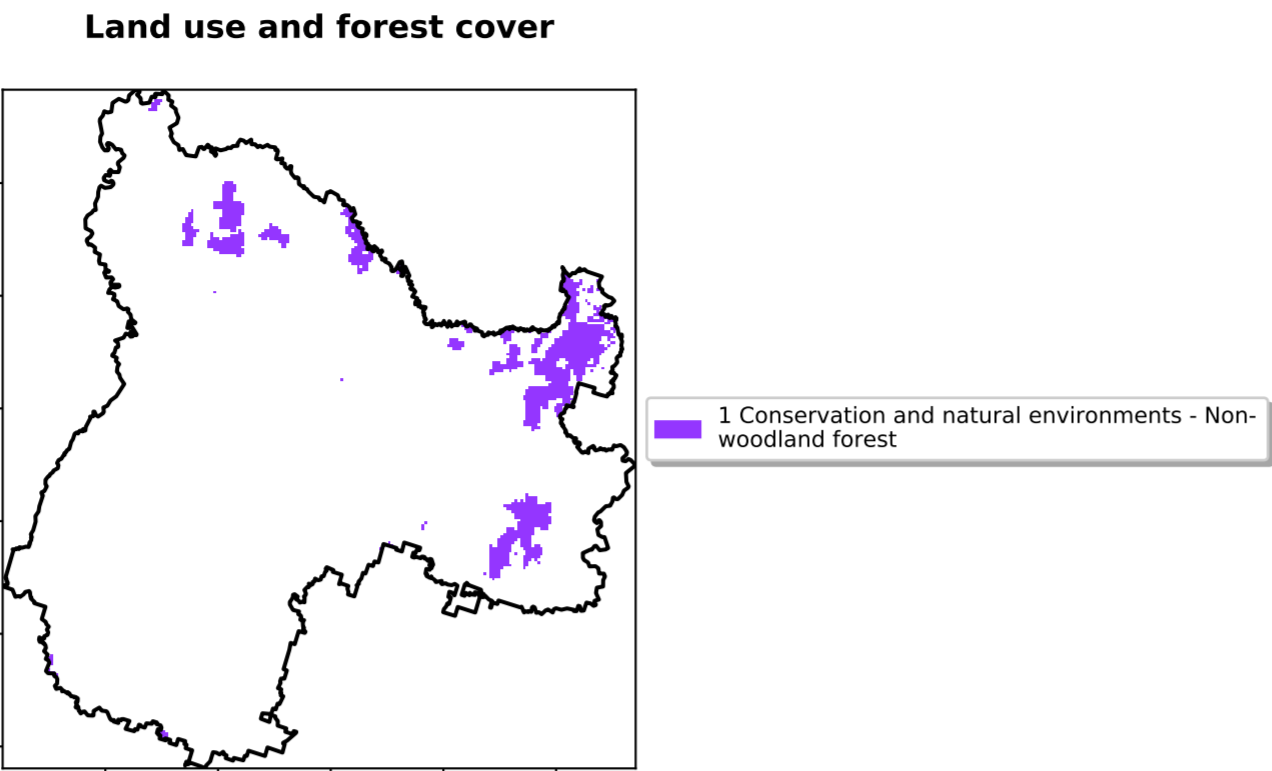 Land use and forest cover
1 Conservation and natural environments - Non-
woodland forest